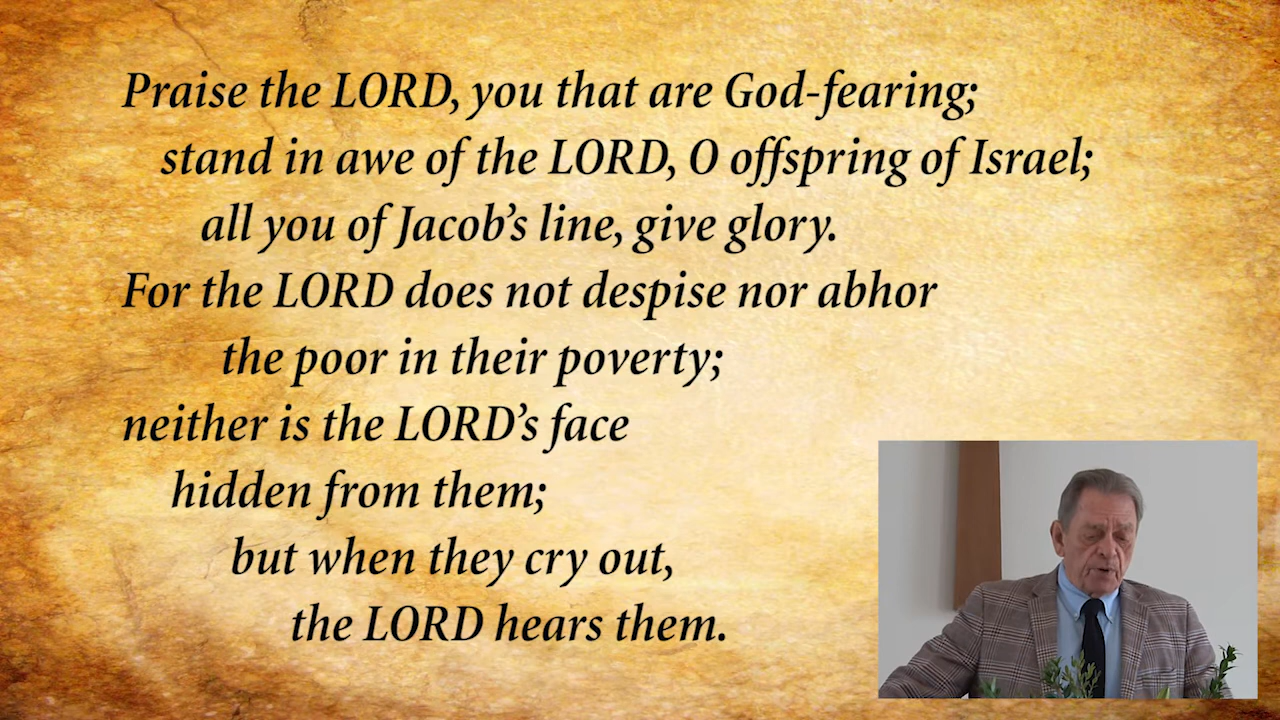 Praise the LORD, you that are God-fearing;
stand in awe of the LORD, O offspring of Israel;
all you of Jacob’s line, give glory.
For the LORD does not despise nor abhor
the poor in their poverty;
neither is the LORD’s face
hidden from them;
but when they cry out,
the LORD hears them.